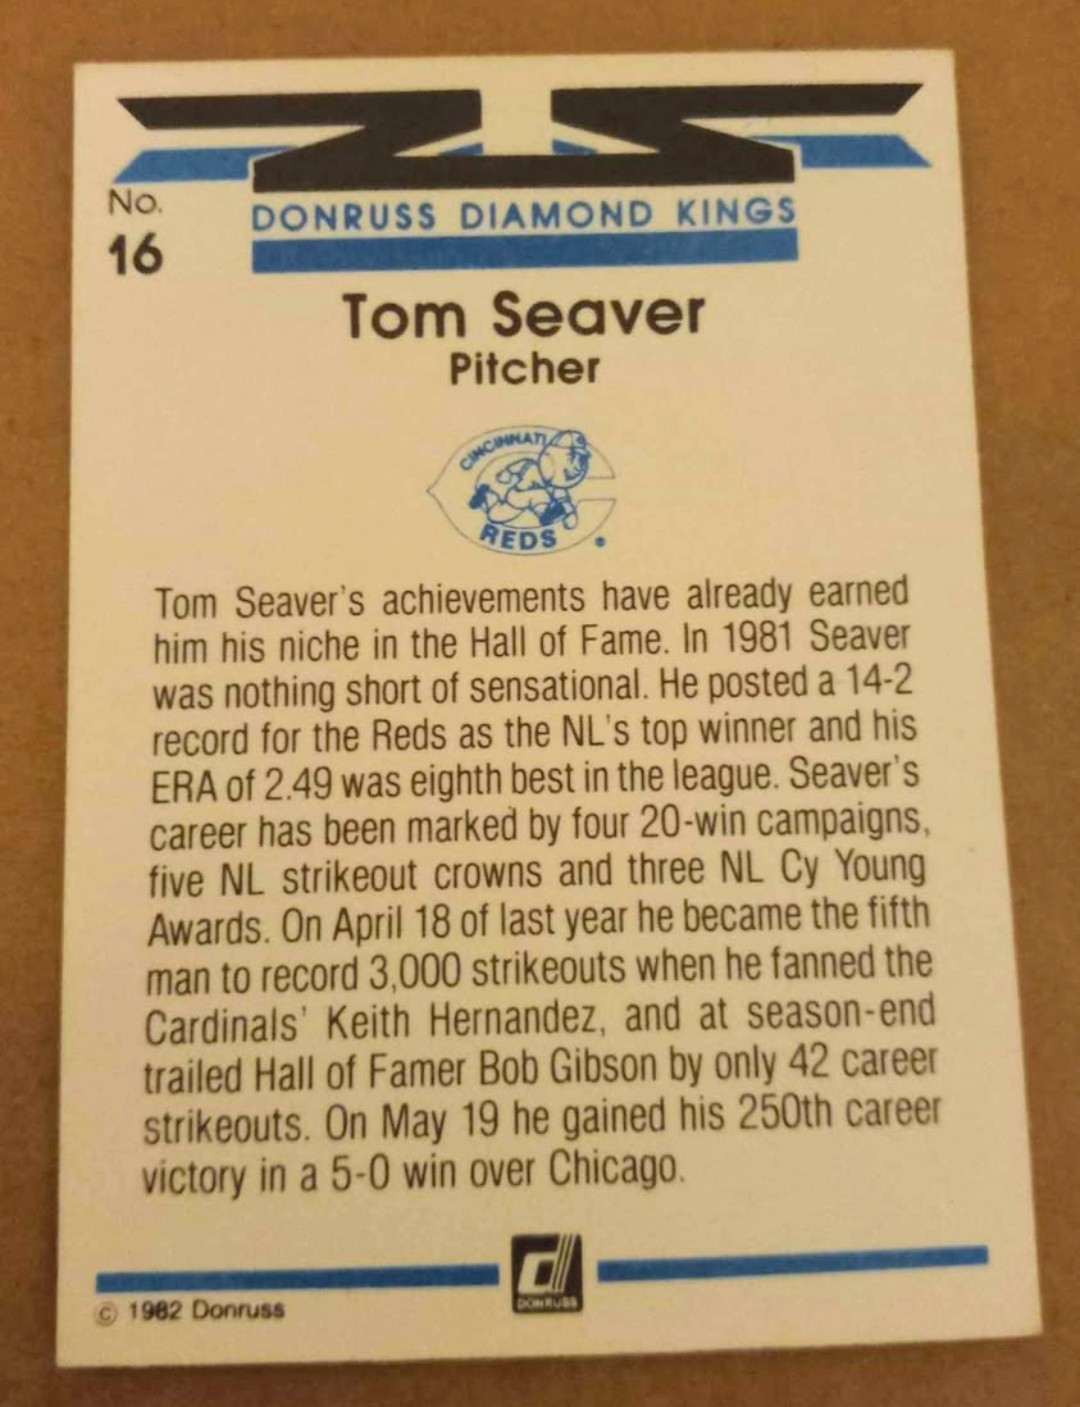 No.
16
DONRUSS DIAMOND KINGS
Tom Seaver
Pitcher
CINCINNATI
REDS
Tom Seaver's achievements have already earned
him his niche in the Hall of Fame. In 1981 Seaver
was nothing short of sensational. He posted a 14-2
record for the Reds as the NL's top winner and his
ERA of 2.49 was eighth best in the league. Seaver's
career has been marked by four 20-win campaigns,
five NL strikeout crowns and three NL Cy Young
Awards. On April 18 of last year he became the fifth
man to record 3,000 strikeouts when he fanned the
Cardinals' Keith Hernandez, and at season-end
trailed Hall of Famer Bob Gibson by only 42 career
strikeouts. On May 19 he gained his 250th career
victory in a 5-0 win over Chicago.
d
DONRUSS
© 1982 Donruss